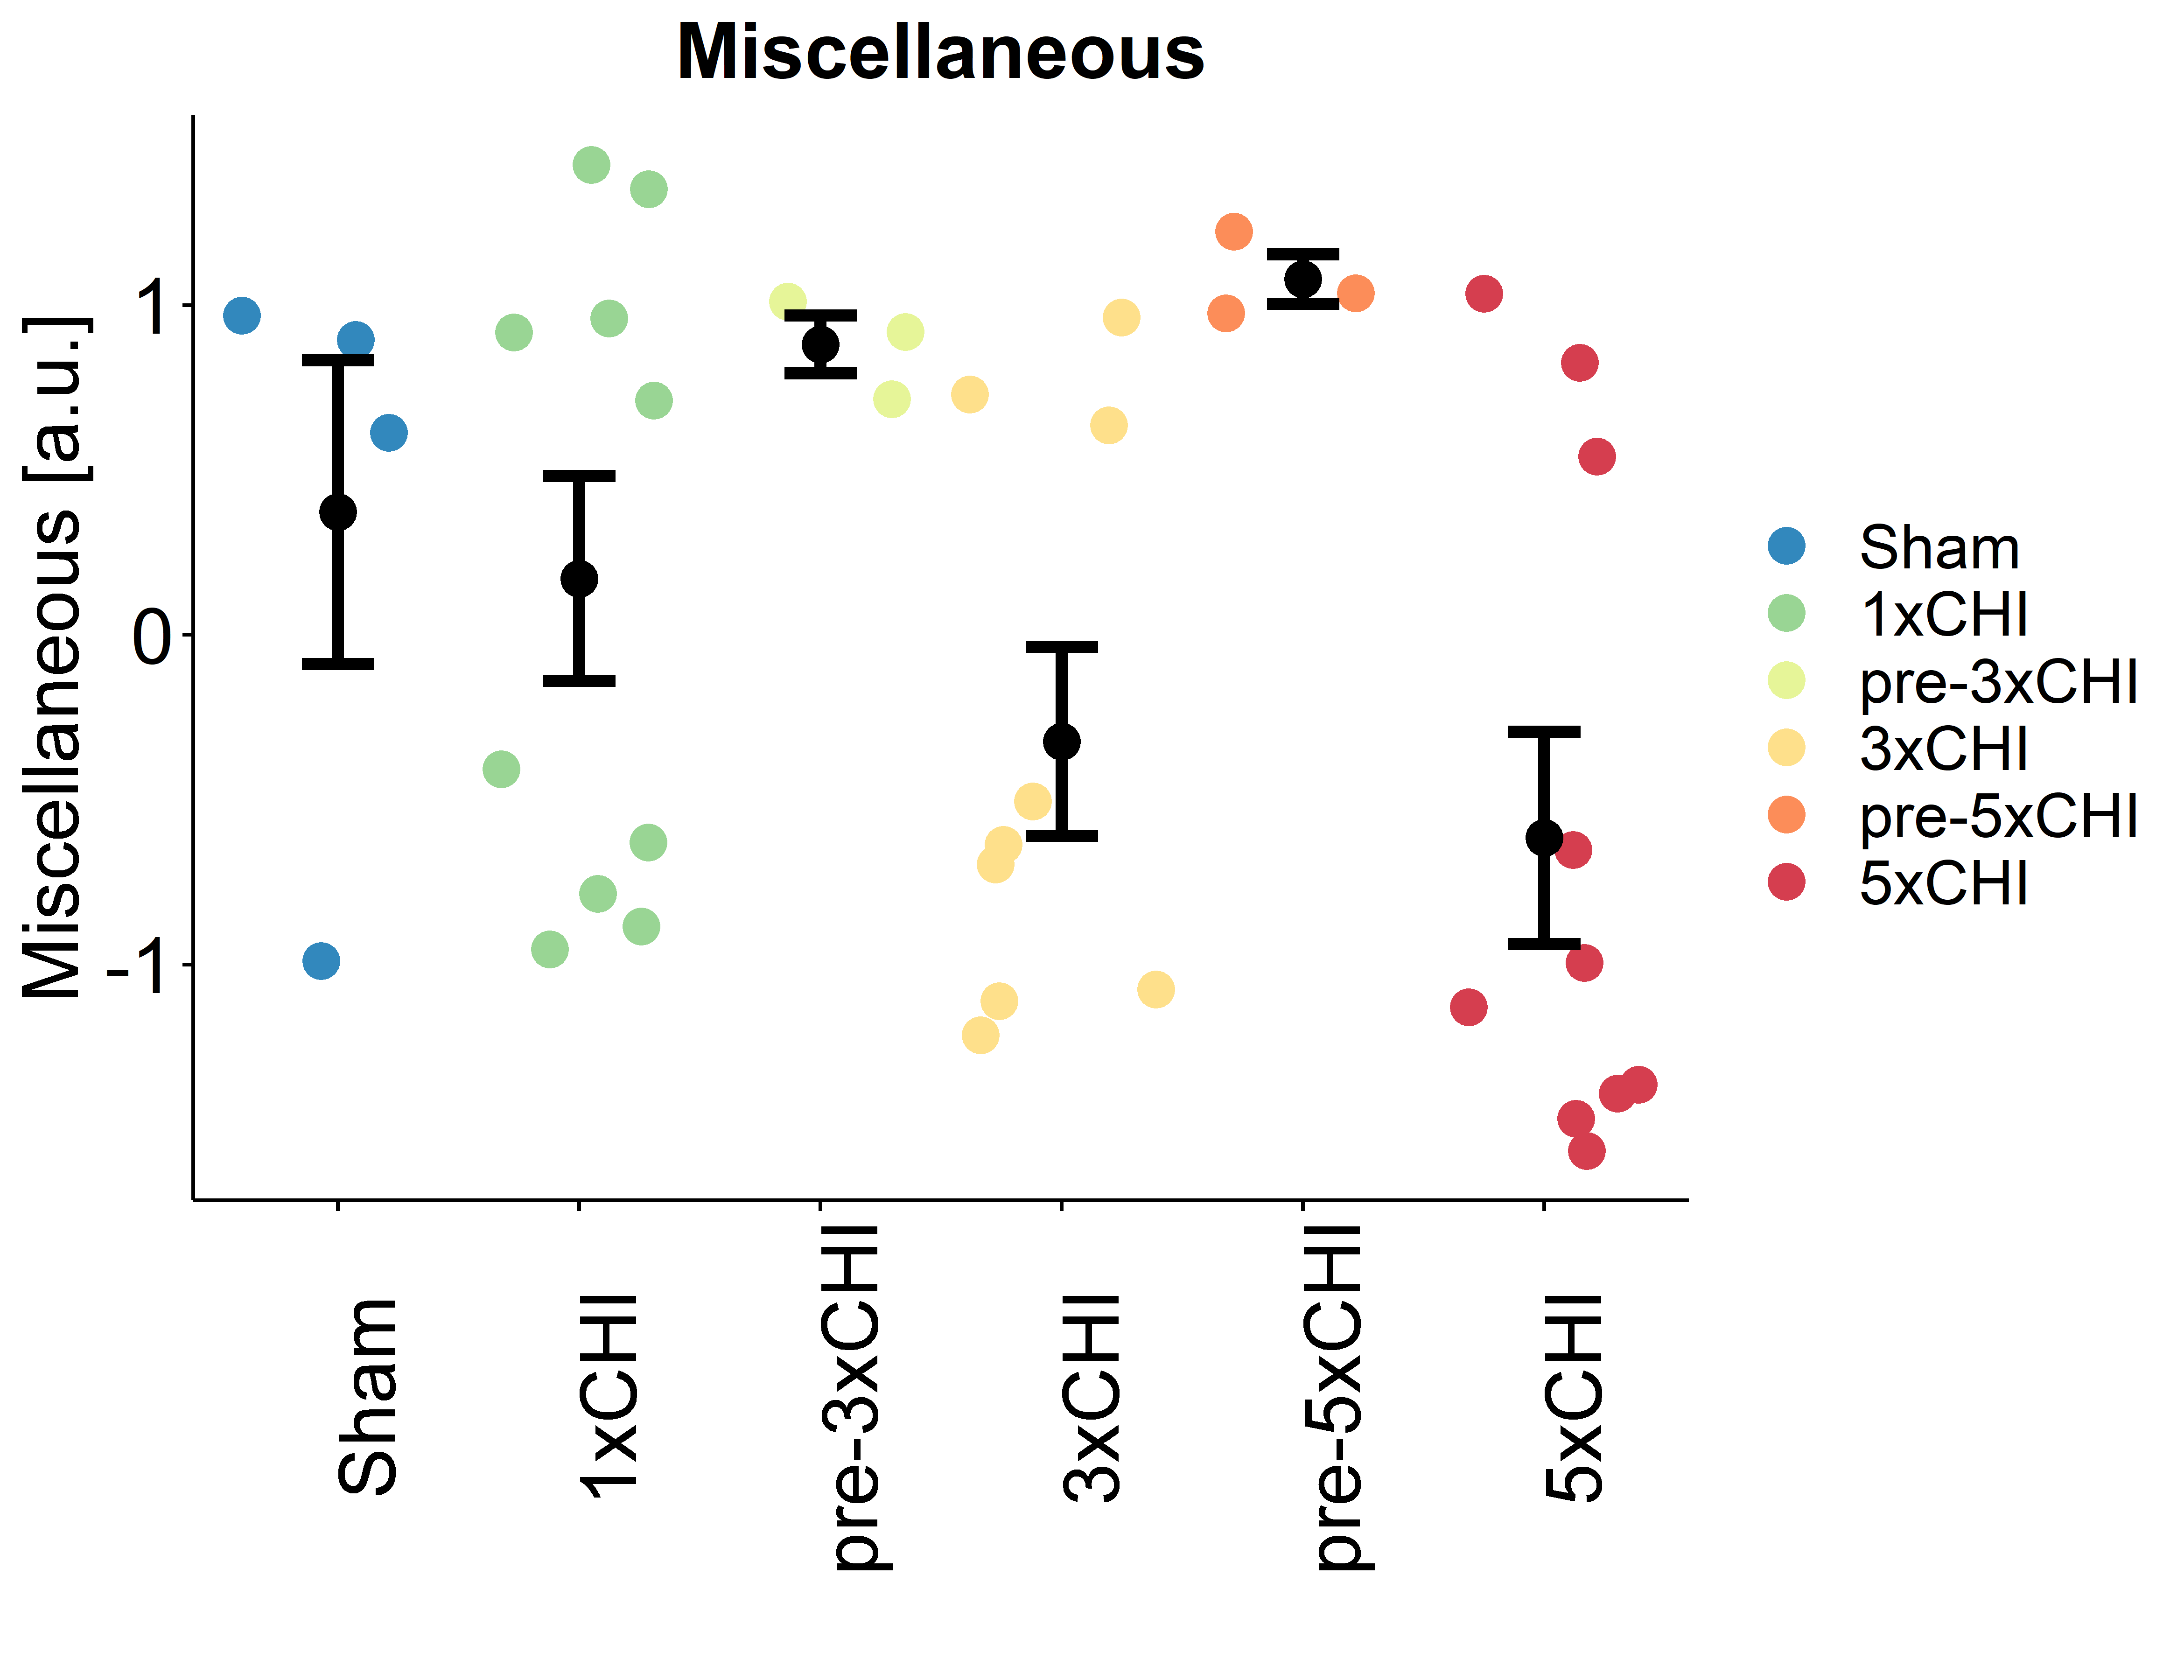 Miscellaneous
Miscellaneous [a.u.]
1
0
-1
Sham
1xCHI
pre-3xCHI
3xCHI
pre-5xCHI
5xCHI
Sham
1xCHI
pre-3xCHI
3xCHI
pre-5xCHI
5xCHI